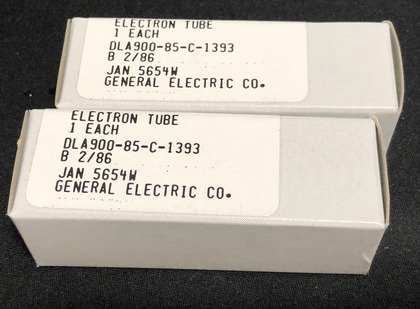 ELECTRON TUBE
1 EACH
DLA900-85-C-1393
B 2/86
JAN 5654W
GENERAL ELECTRIC CO.
ELECTRON TUBE
1 EACH
DLA900-85-C-1393
B 2/86
JAN 5654W
GENERAL ELECTRIC CO.